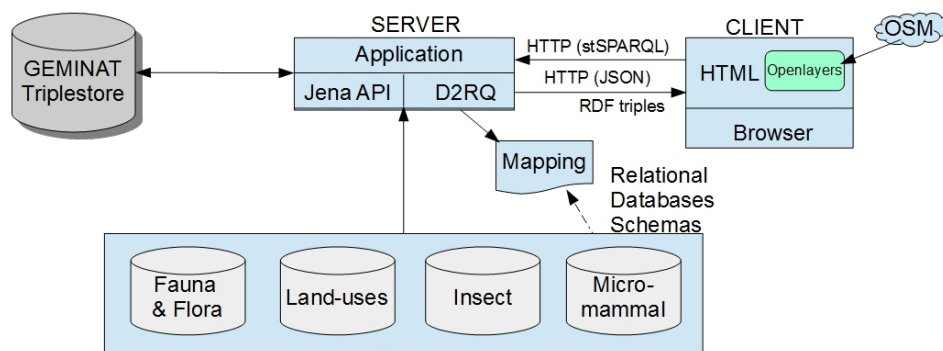 SERVER
CLIENT
OSM
GEMINAT
Triplestore
Application
Jena API
D2RQ
HTTP (stSPARQL)
HTTP (JSON)
RDF triples
HTML
Openlayers
Browser
Mapping
Relational
Databases
Schemas
Fauna
& Flora
Land-uses
Insect
Micro-
mammal